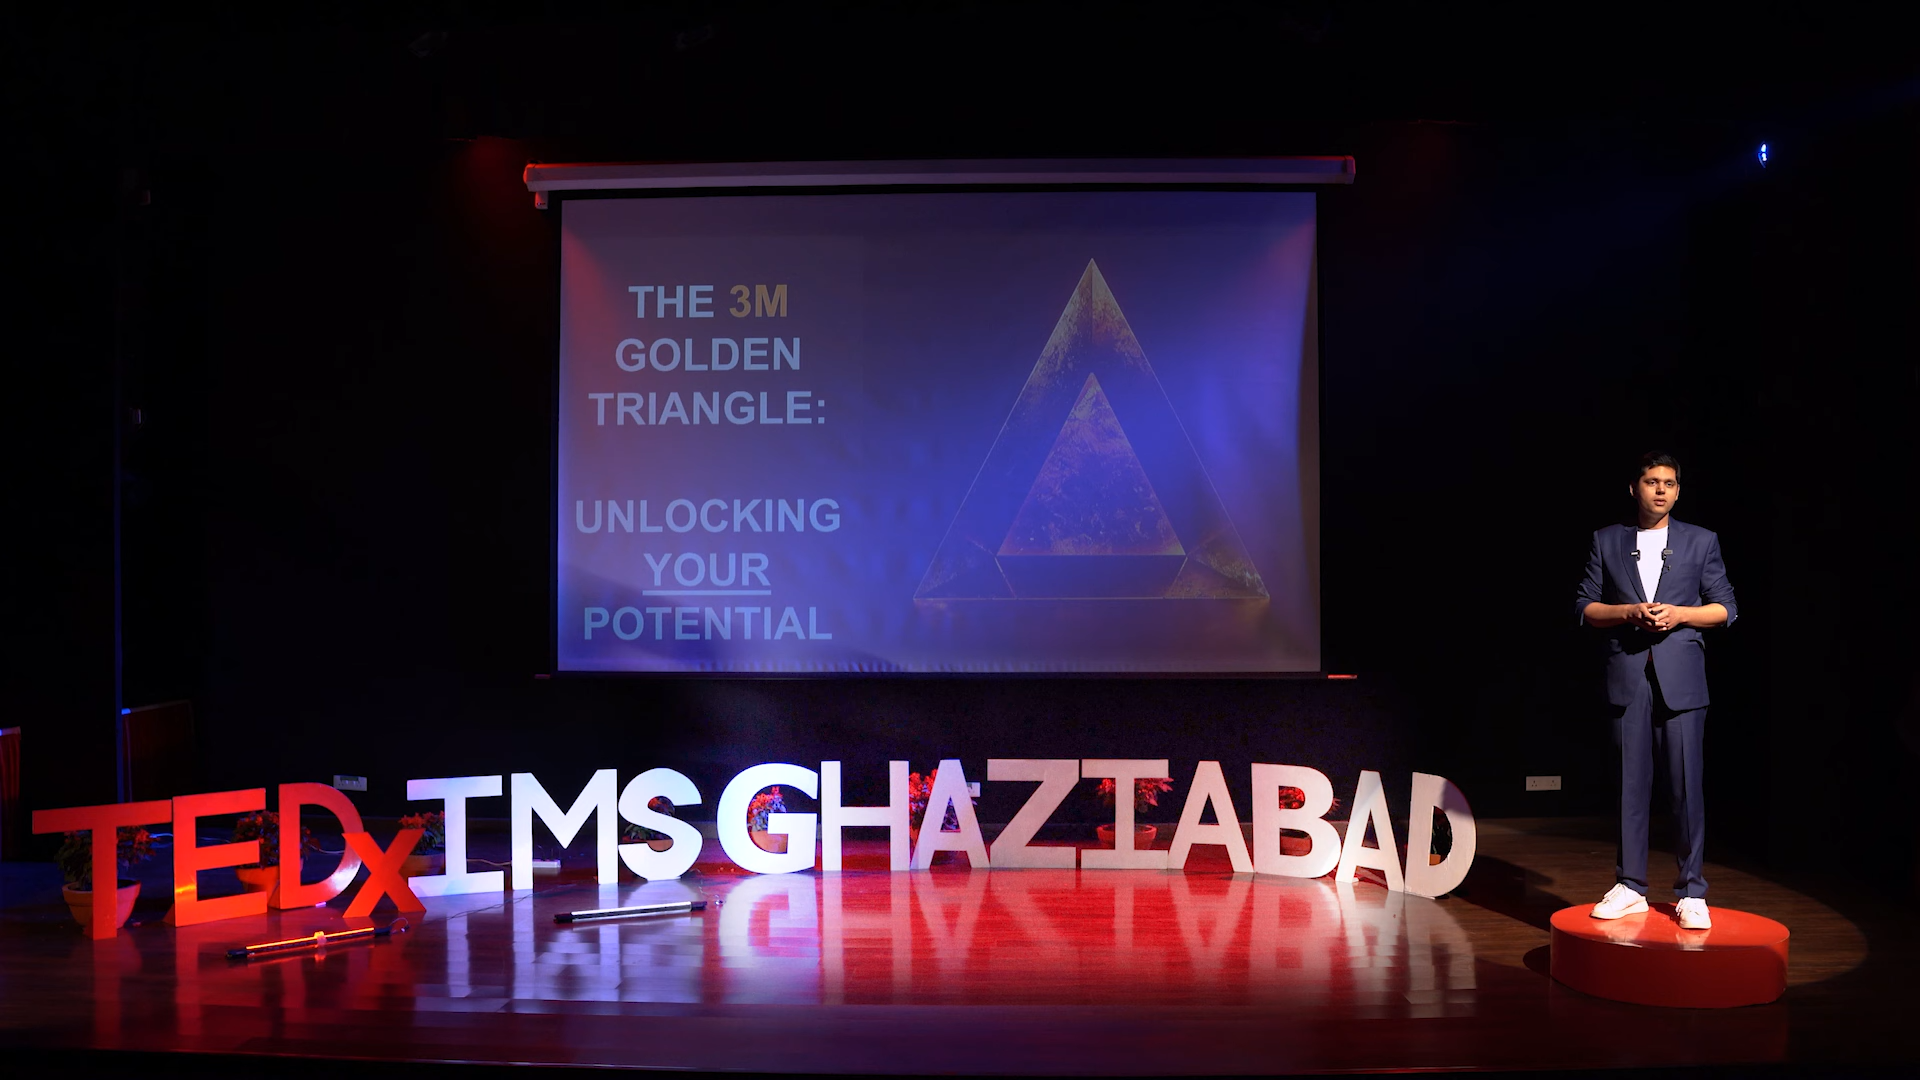 THE 3M
GOLDEN
TRIANGLE:
UNLOCKING
YOUR
POTENTIAL
TEDxIMSGHAZIABAD